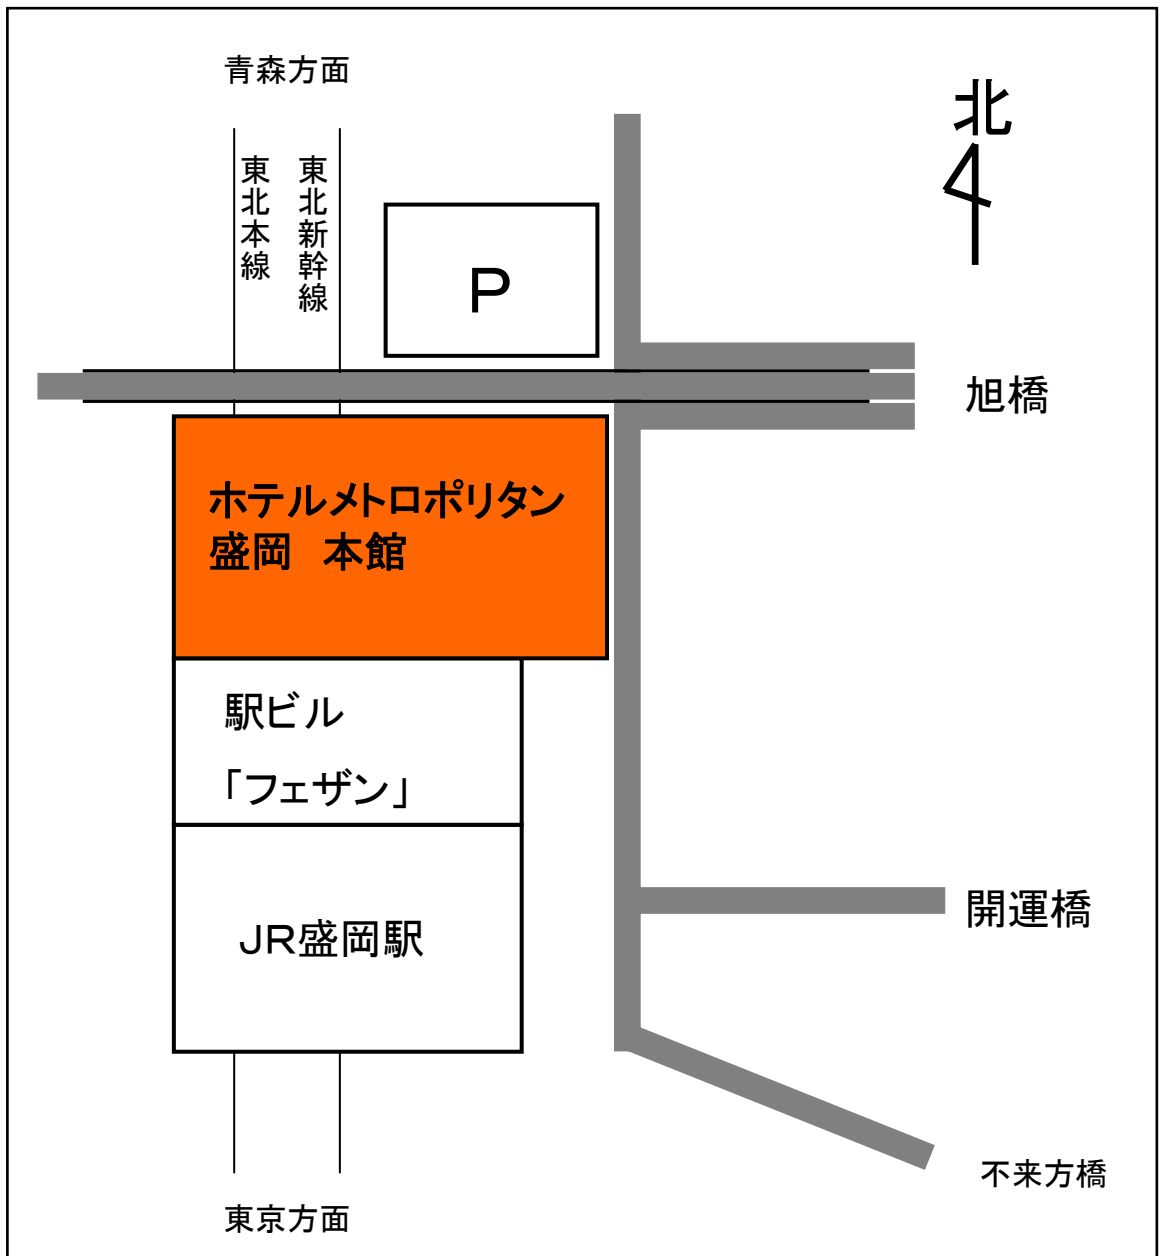 青森方面
北
東北本線
東北新幹線
P
旭橋
ホテルメトロポリタン
盛岡　本館
駅ビル
「フェザン」
開運橋
JR盛岡駅
不来方橋
東京方面